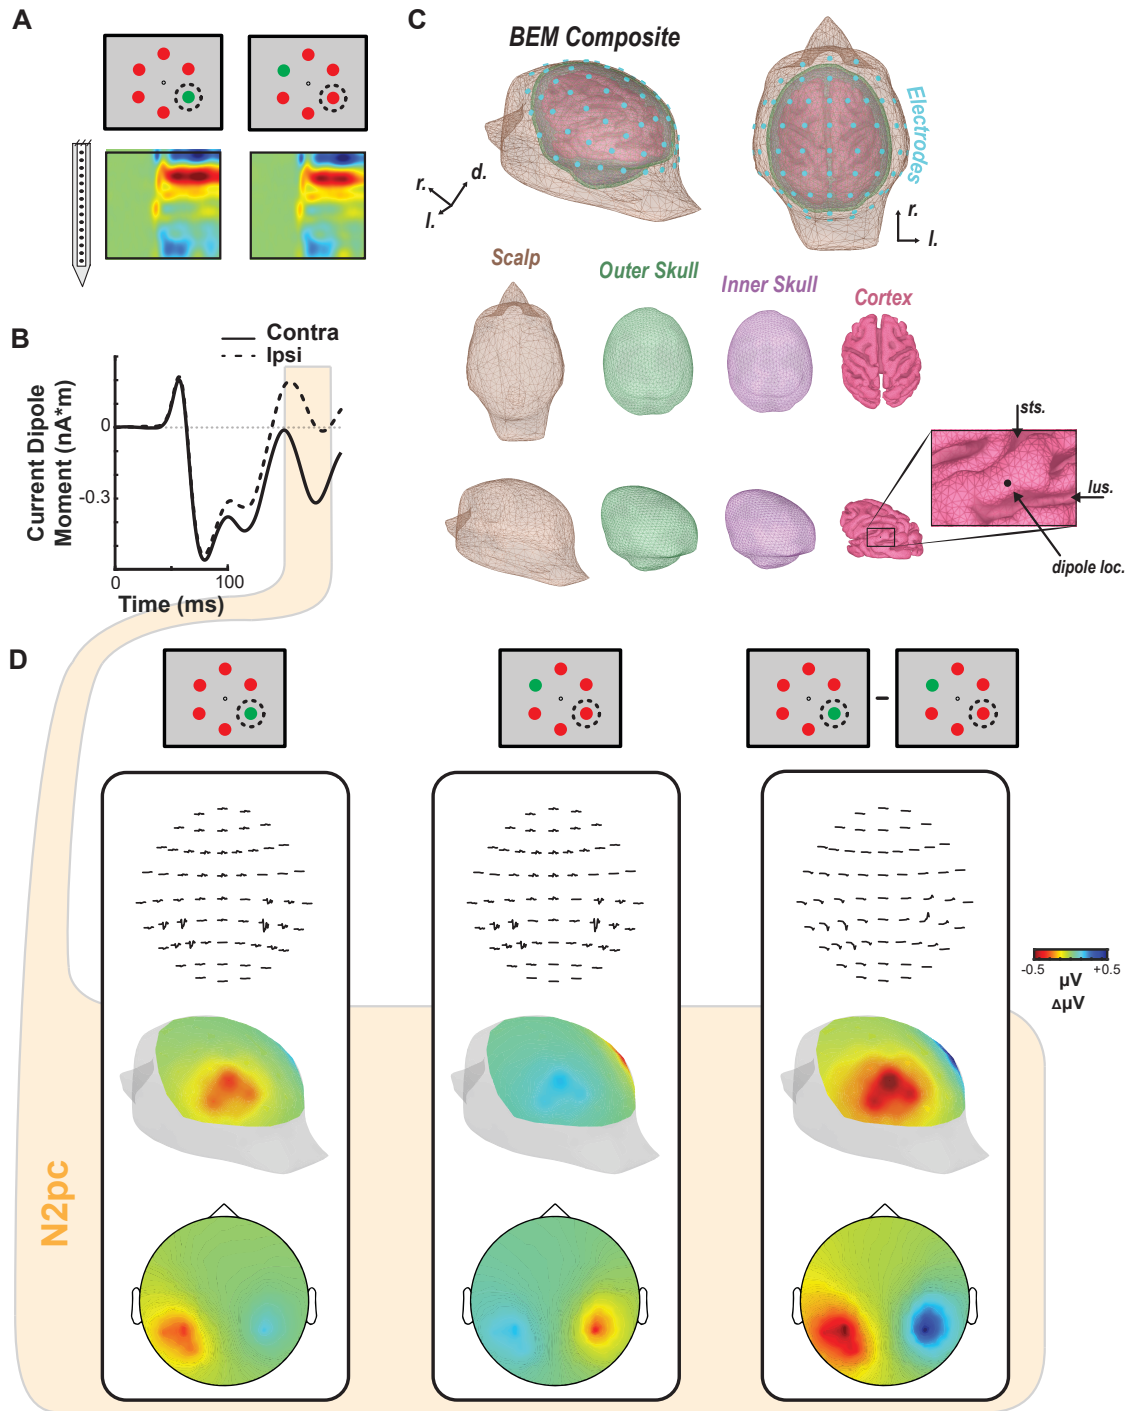 A
C
BEM Composite
Electrodes
r.
d.
l.
r.
l.
Scalp
Outer Skull
Inner Skull
Cortex
sts.
lus.
dipole loc.
B
Contra
Ipsi
Current Dipole
Moment (nA*m)
0
-0.3
0
100
Time (ms)
D
-0.5
+0.5
µV
ΔµV
N2pc